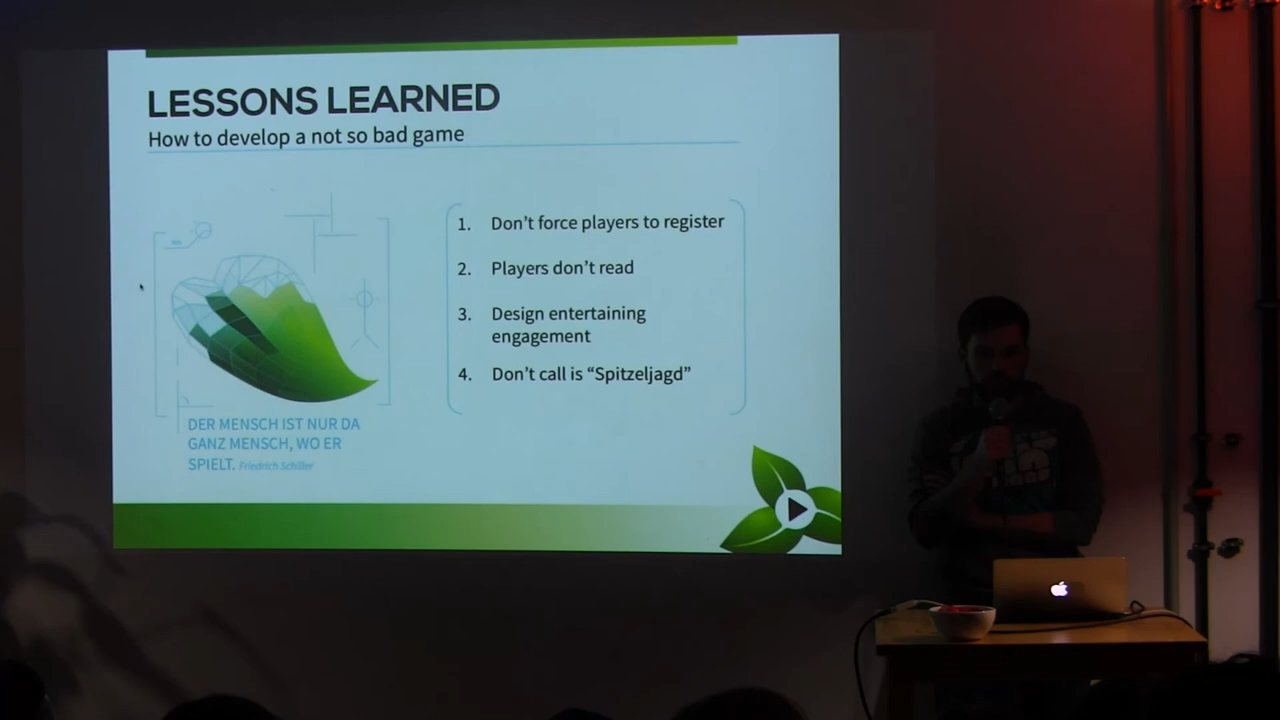 LESSONS LEARNED
How to develop a not so bad game
1. Don't force players to register
2. Players don't read
3. Design entertaining
engagement
4. Don't call is “Spitzeljagd”
DER MENSCH IST NUR DA
GANZ MENSCH, WO ER
SPIELT. Friedrich Schiller